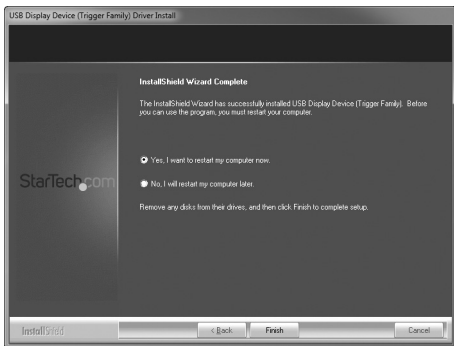 USB Display Device (Trigger Family) Driver Install
InstallShield Wizard Complete
The InstallShield Wizard has successfully installed USB Display Device (Trigger Family). Before
you can use the program, you must restart your computer.
Yes, I want to restart my computer now.
No, I will restart my computer later.
StarTech.com
Remove any disks from their drives, and then click Finish to complete setup.
InstallShield
< Back
Finish
Cancel